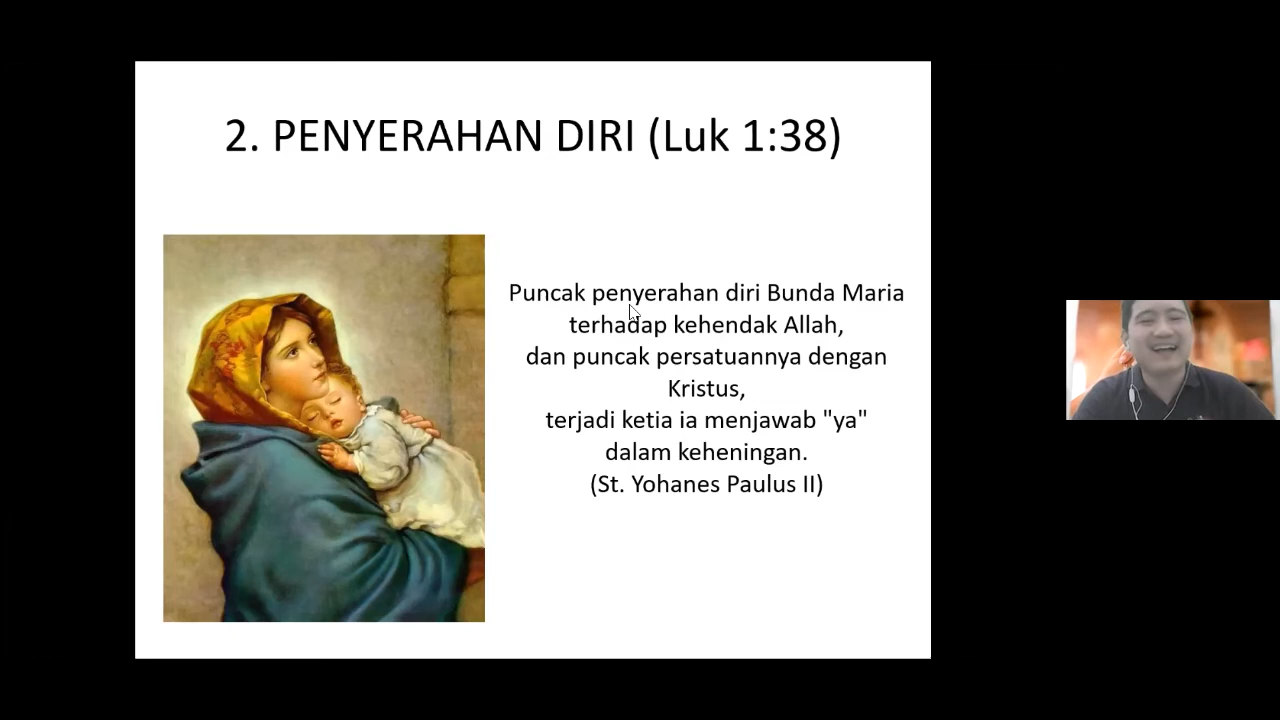 2. PENYERAHAN DIRI (Luk 1:38)
Puncak penyerahan diri Bunda Maria
terhadap kehendak Allah,
dan puncak persatuannya dengan
Kristus,
terjadi ketia ia menjawab "ya"
dalam keheningan.
(St. Yohanes Paulus II)